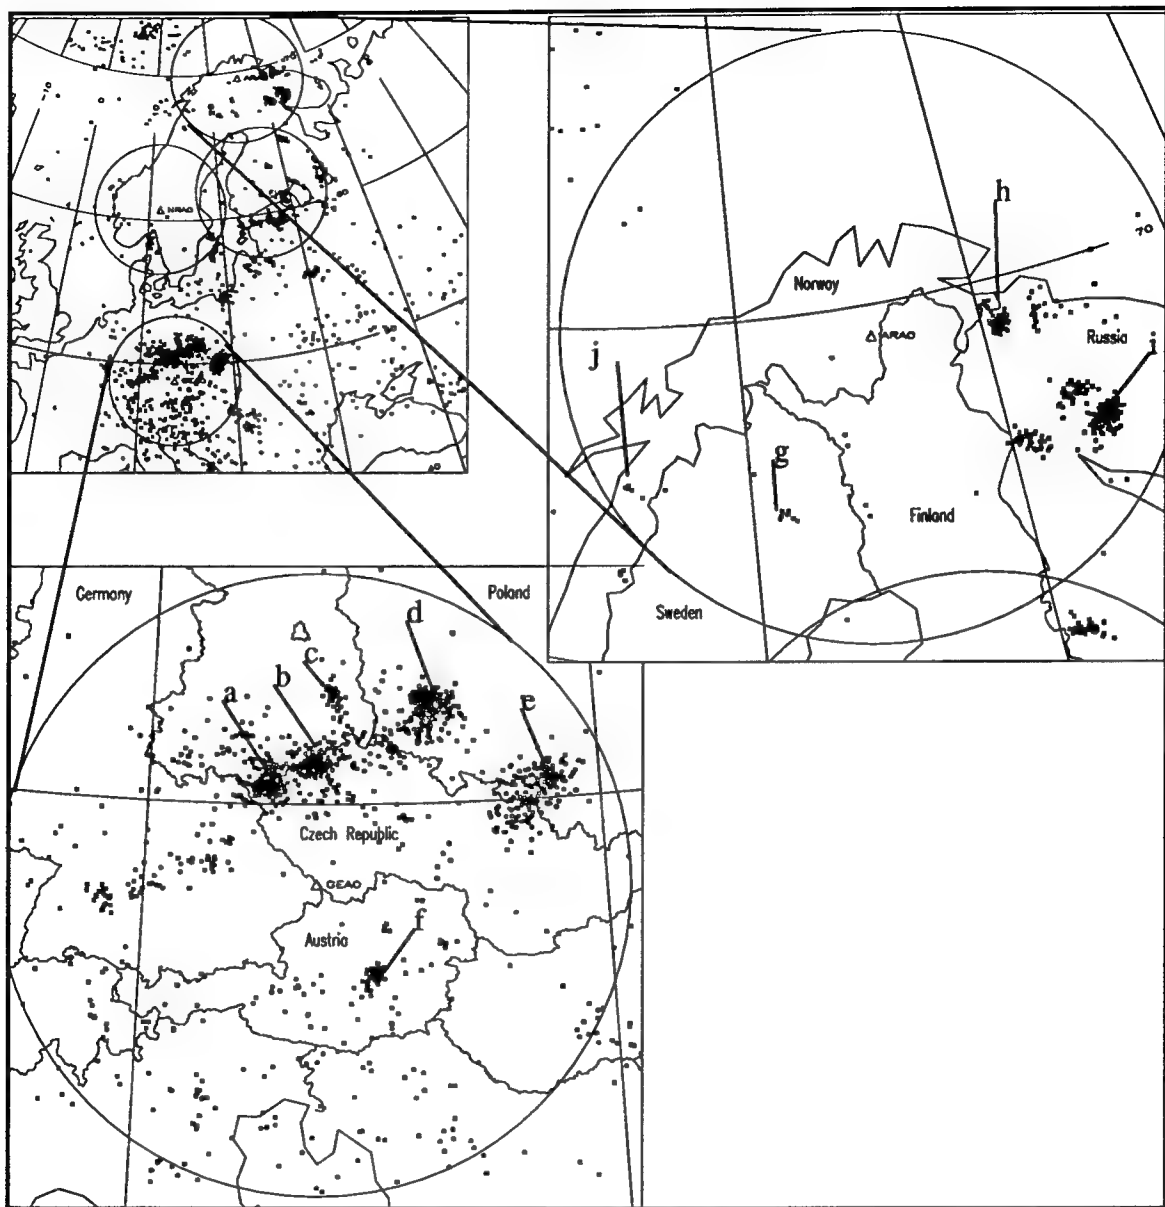 NRAO
h
70
Norway
ARAO
Russia
i
j
g
Finland
Sweden
Germany
Poland
d
c
b
a
e
Czech Republic
GEAO
f
Austria